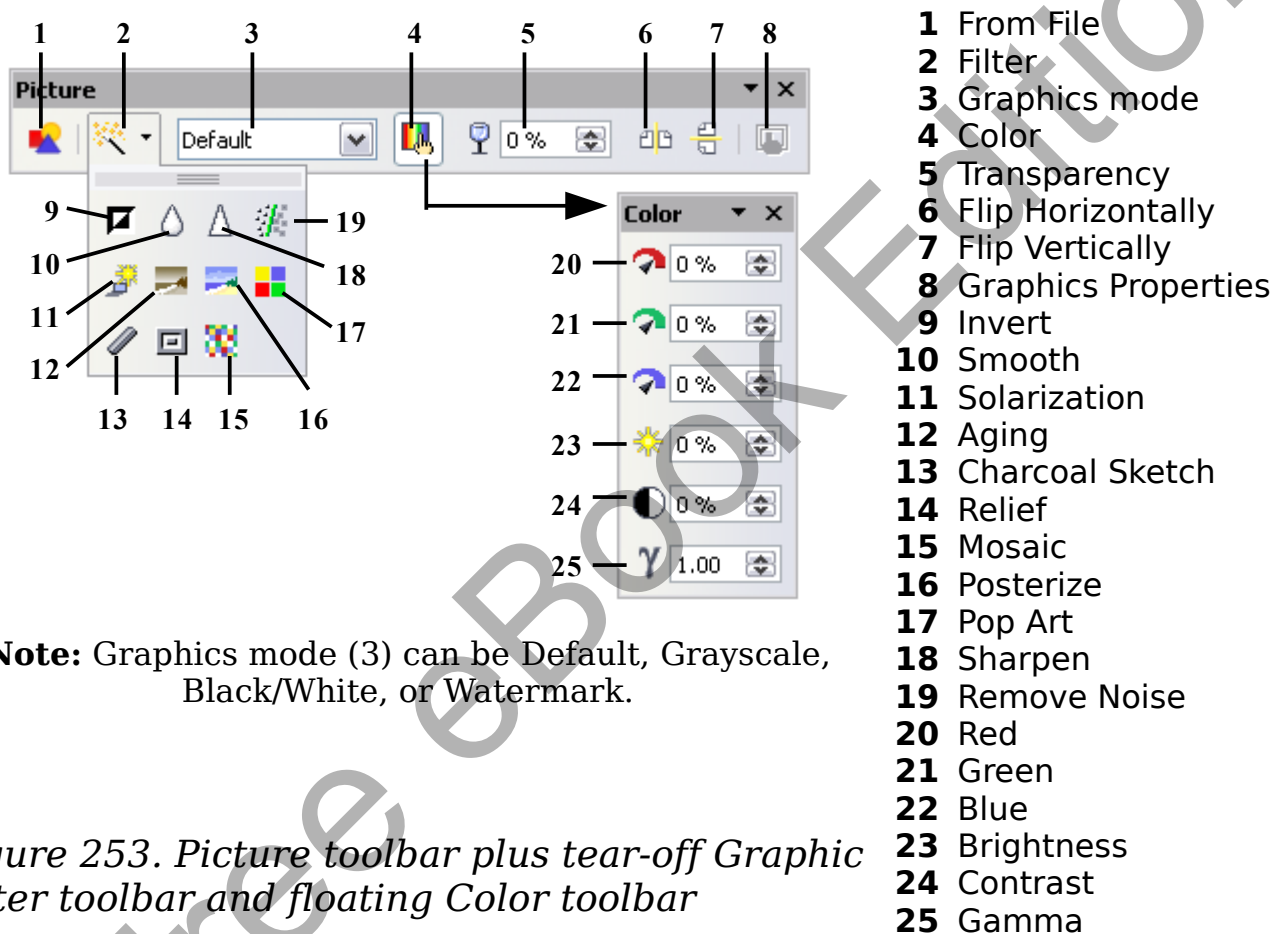 1 2 3 4 5 6 7 8
Picture
Default
0 %
9
10
11
12
13 14 15 16
17
18
19
Color
20 0 %
21 0 %
22 0 %
23 0 %
24 0 %
25 1.00
Note: Graphics mode (3) can be Default, Grayscale,
Black/White, or Watermark.
gure 253. Picture toolbar plus tear-off Graphic
ter toolbar and floating Color toolbar
1 From File
2 Filter
3 Graphics mode
4 Color
5 Transparency
6 Flip Horizontally
7 Flip Vertically
8 Graphics Properties
9 Invert
10 Smooth
11 Solarization
12 Aging
13 Charcoal Sketch
14 Relief
15 Mosaic
16 Posterize
17 Pop Art
18 Sharpen
19 Remove Noise
20 Red
21 Green
22 Blue
23 Brightness
24 Contrast
25 Gamma
ree eBook Edition